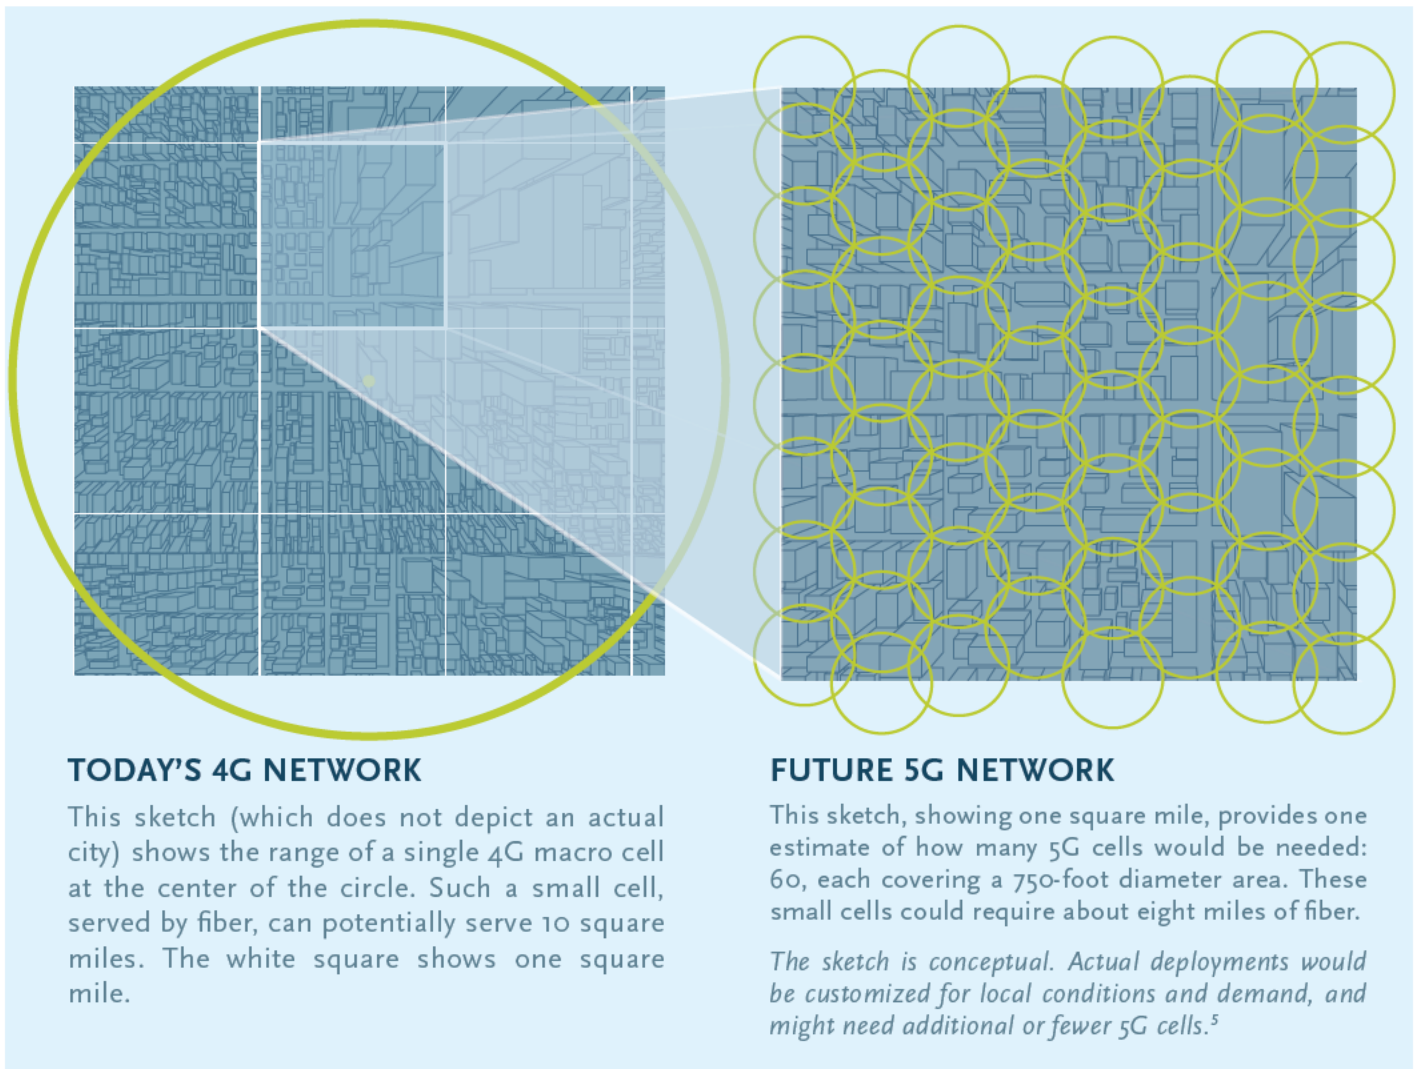 TODAY’S 4G NETWORK
This sketch (which does not depict an actual
city) shows the range of a single 4G macro cell
at the center of the circle. Such a small cell,
served by fiber, can potentially serve 10 square
miles. The white square shows one square
mile.
FUTURE 5G NETWORK
This sketch, showing one square mile, provides one
estimate of how many 5G cells would be needed:
60, each covering a 750-foot diameter area. These
small cells could require about eight miles of fiber.
The sketch is conceptual. Actual deployments would
be customized for local conditions and demand, and
might need additional or fewer 5G cells.⁵